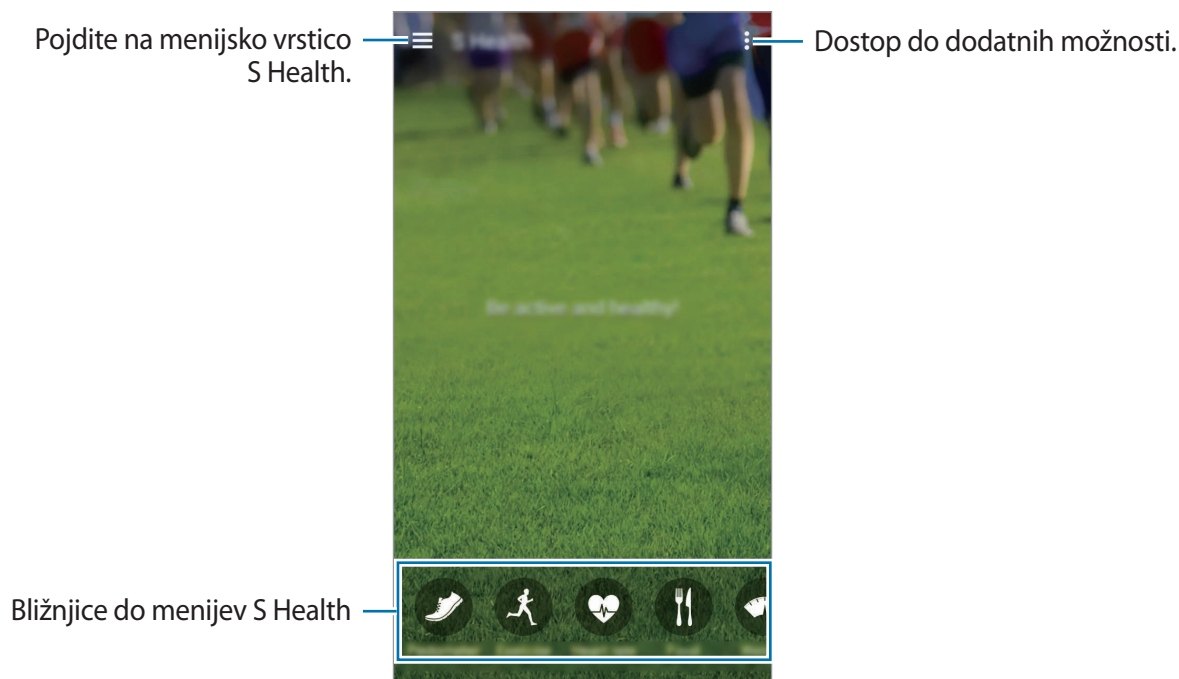 Pojdite na menijsko vrstico
S Health.
S Health
Dostop do dodatnih možnosti.
Be active and healthy!
Bližnjice do menijev S Health